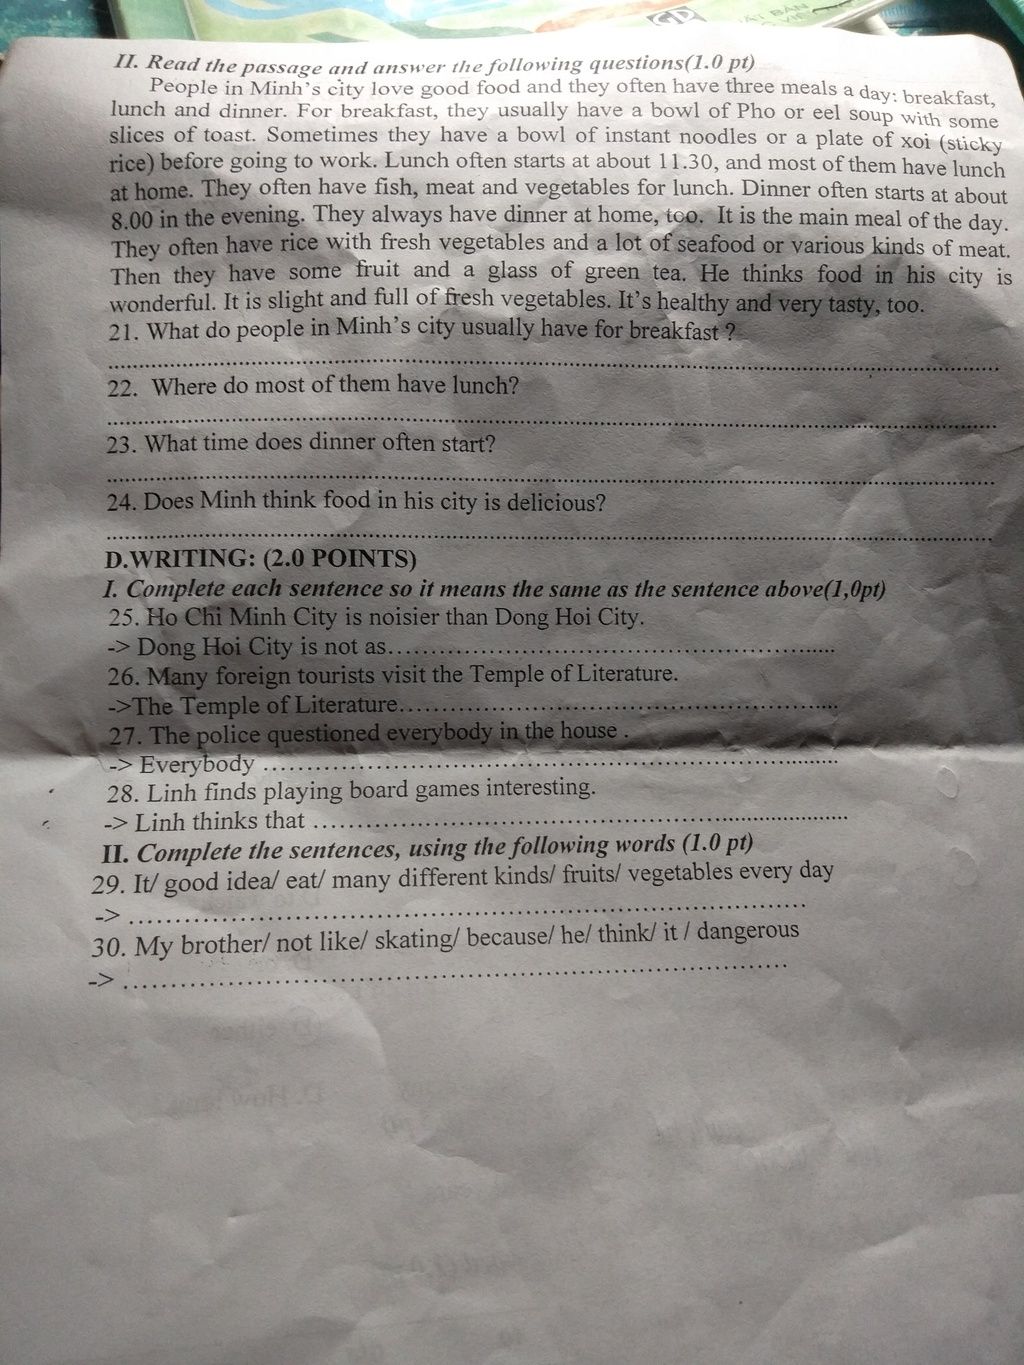 GD
ẤT BẢN
II. Read the passage and answer the following questions(1.0 pt)
People in Minh's city love good food and they often have three meals a day: breakfast,
lunch and dinner. For breakfast, they usually have a bowl of Pho or eel soup with some
slices of toast. Sometimes they have a bowl of instant noodles or a plate of xoi (sticky
rice) before going to work. Lunch often starts at about 11.30, and most of them have lunch
at home. They often have fish, meat and vegetables for lunch. Dinner often starts at about
8.00 in the evening. They always have dinner at home, too. It is the main meal of the day.
They often have rice with fresh vegetables and a lot of seafood or various kinds of meat.
Then they have some fruit and a glass of green tea. He thinks food in his city is
wonderful. It is slight and full of fresh vegetables. It's healthy and very tasty, too.
21. What do people in Minh's city usually have for breakfast ?
22. Where do most of them have lunch?
23. What time does dinner often start?
24. Does Minh think food in his city is delicious?
D.WRITING: (2.0 POINTS)
I. Complete each sentence so it means the same as the sentence above(1,0pt)
25. Ho Chi Minh City is noisier than Dong Hoi City.
-> Dong Hoi City is not as..........................................................
26. Many foreign tourists visit the Temple of Literature.
->The Temple of Literature..........................................................
27. The police questioned everybody in the house .
-> Everybody ..........................................................
28. Linh finds playing board games interesting.
-> Linh thinks that ..........................................................
II. Complete the sentences, using the following words (1.0 pt)
29. It/ good idea/ eat/ many different kinds/ fruits/ vegetables every day
-> ..........................................................
30. My brother/ not like/ skating/ because/ he/ think/ it / dangerous
-> ..........................................................